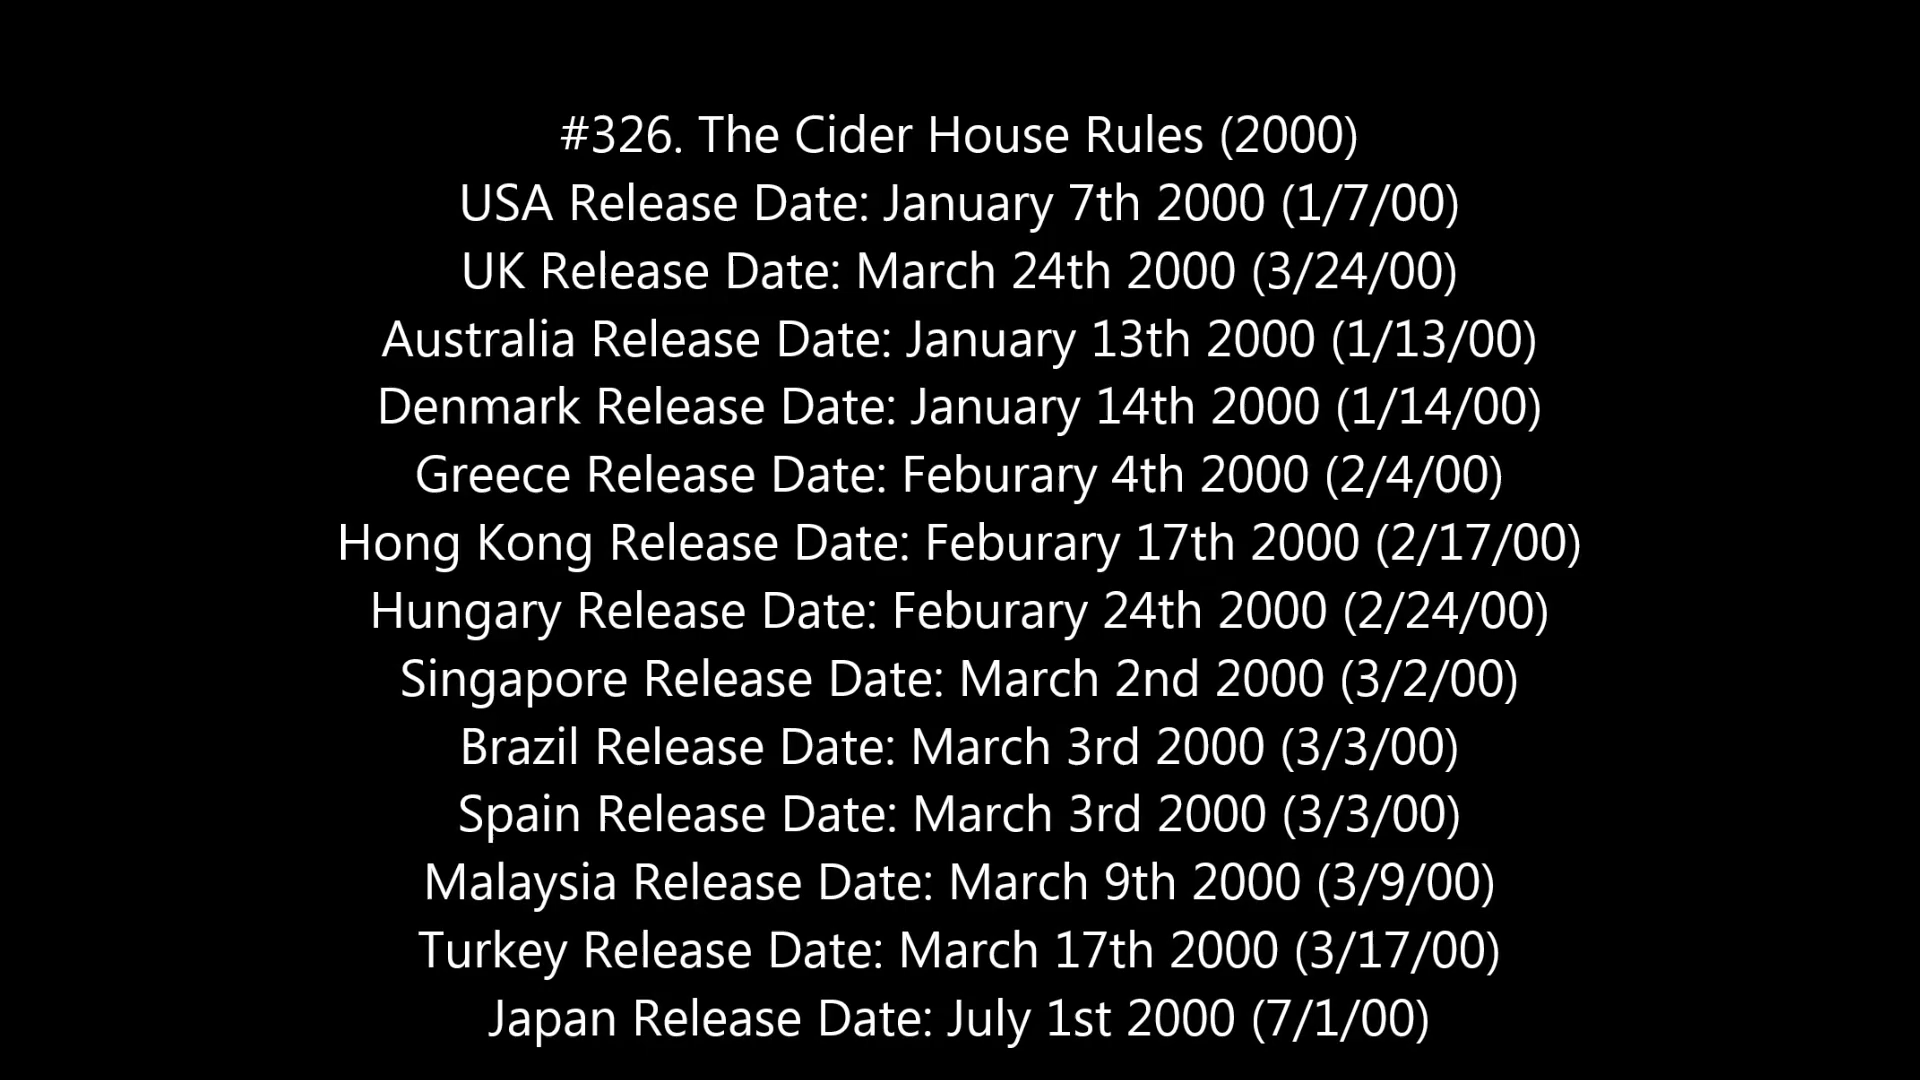 #326. The Cider House Rules (2000)
USA Release Date: January 7th 2000 (1/7/00)
UK Release Date: March 24th 2000 (3/24/00)
Australia Release Date: January 13th 2000 (1/13/00)
Denmark Release Date: January 14th 2000 (1/14/00)
Greece Release Date: Feburary 4th 2000 (2/4/00)
Hong Kong Release Date: Feburary 17th 2000 (2/17/00)
Hungary Release Date: Feburary 24th 2000 (2/24/00)
Singapore Release Date: March 2nd 2000 (3/2/00)
Brazil Release Date: March 3rd 2000 (3/3/00)
Spain Release Date: March 3rd 2000 (3/3/00)
Malaysia Release Date: March 9th 2000 (3/9/00)
Turkey Release Date: March 17th 2000 (3/17/00)
Japan Release Date: July 1st 2000 (7/1/00)